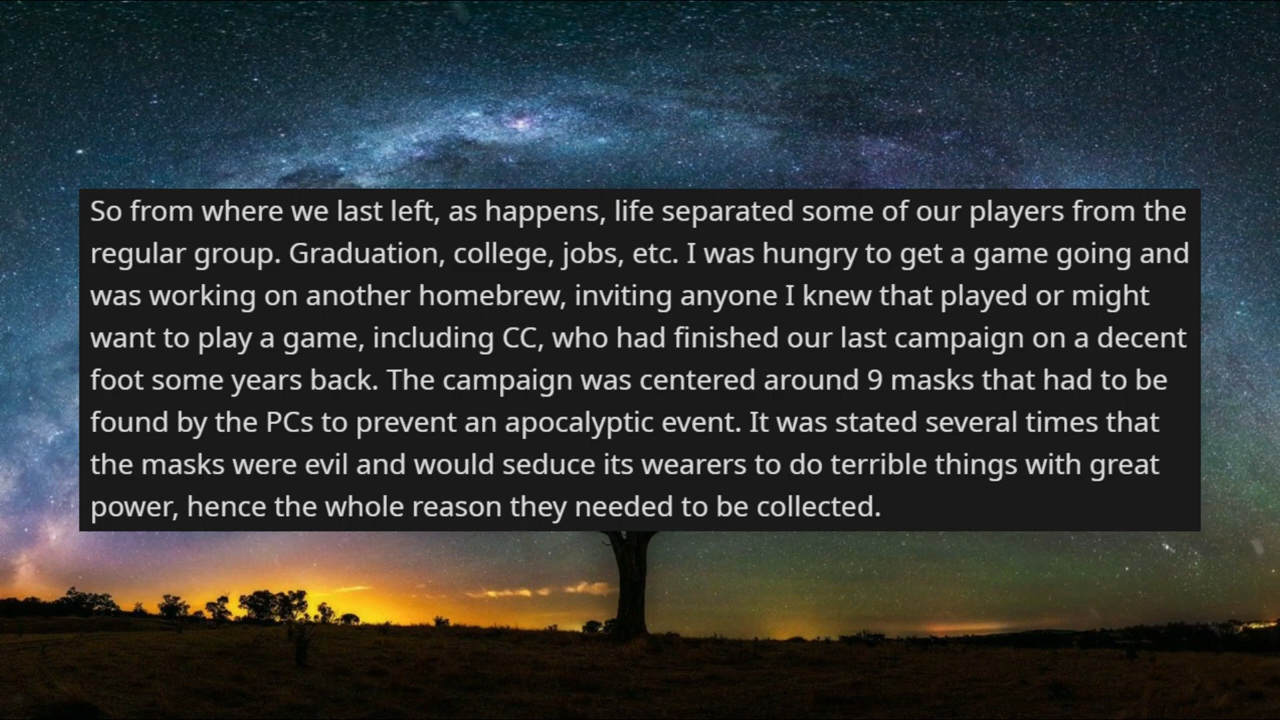 So from where we last left, as happens, life separated some of our players from the
regular group. Graduation, college, jobs, etc. I was hungry to get a game going and
was working on another homebrew, inviting anyone I knew that played or might
want to play a game, including CC, who had finished our last campaign on a decent
foot some years back. The campaign was centered around 9 masks that had to be
found by the PCs to prevent an apocalyptic event. It was stated several times that
the masks were evil and would seduce its wearers to do terrible things with great
power, hence the whole reason they needed to be collected.